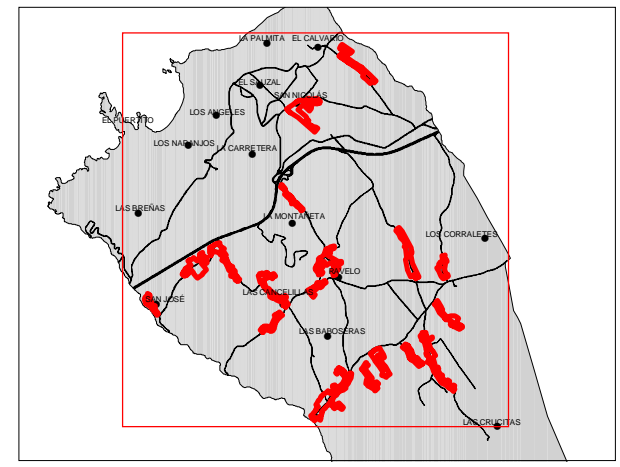 LA PALMITA
EL CALVARIO
EL SAUZAL
SAN NICOLÁS
LOS ANGELES
EL PUERTITO
LOS NARANJOS
LA CARRETERA
LAS BREÑAS
LA MONTAÑETA
LOS CORRALETES
RAVELO
LAS CANCELILLAS
SAN JOSÉ
LAS BABOSERAS
LAS CRUCITAS